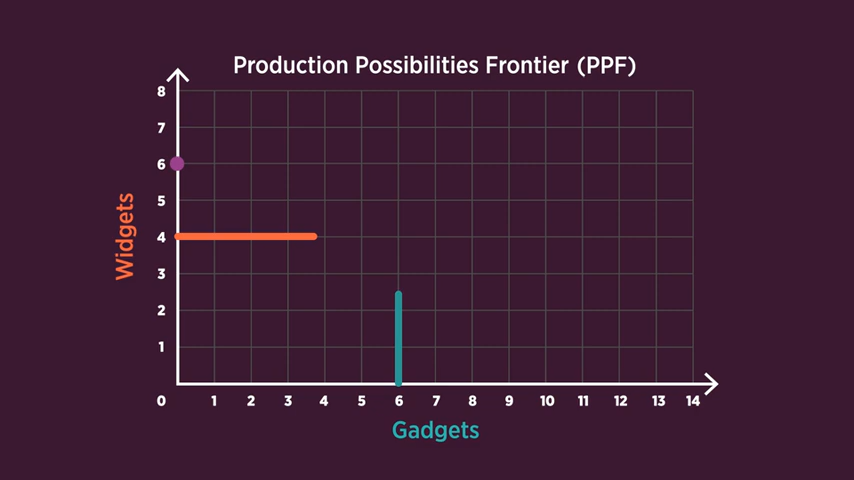 Production Possibilities Frontier (PPF)
8
7
6
5
4
3
2
1
Widgets
0 1 2 3 4 5 6 7 8 9 10 11 12 13 14
Gadgets